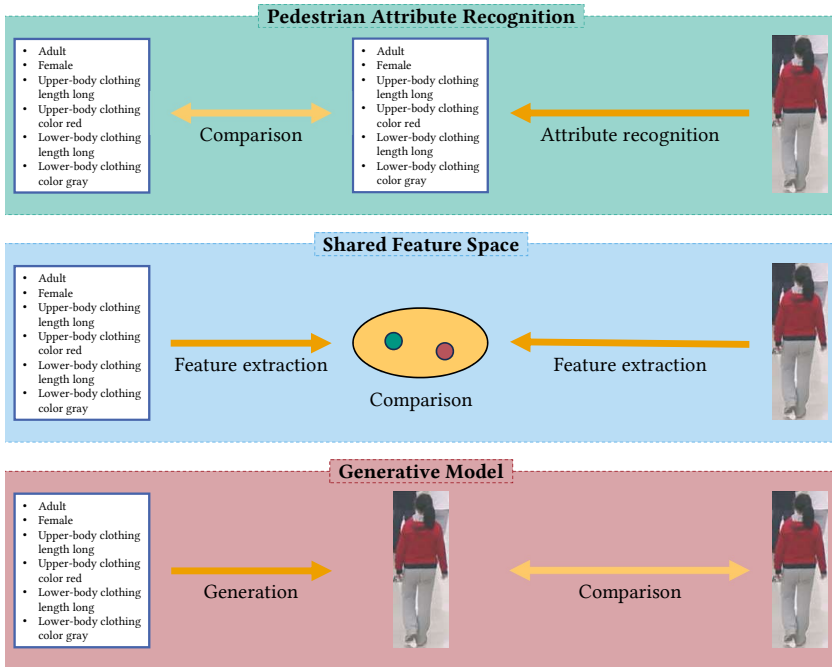 Pedestrian Attribute Recognition
• Adult
• Female
• Upper-body clothing
length long
• Upper-body clothing
color red
• Lower-body clothing
length long
• Lower-body clothing
color gray
Comparison
• Adult
• Female
• Upper-body clothing
length long
• Upper-body clothing
color red
• Lower-body clothing
length long
• Lower-body clothing
color gray
Attribute recognition
Shared Feature Space
• Adult
• Female
• Upper-body clothing
length long
• Upper-body clothing
color red
• Lower-body clothing
length long
• Lower-body clothing
color gray
Feature extraction
Comparison
Feature extraction
Generative Model
• Adult
• Female
• Upper-body clothing
length long
• Upper-body clothing
color red
• Lower-body clothing
length long
• Lower-body clothing
color gray
Generation
Comparison